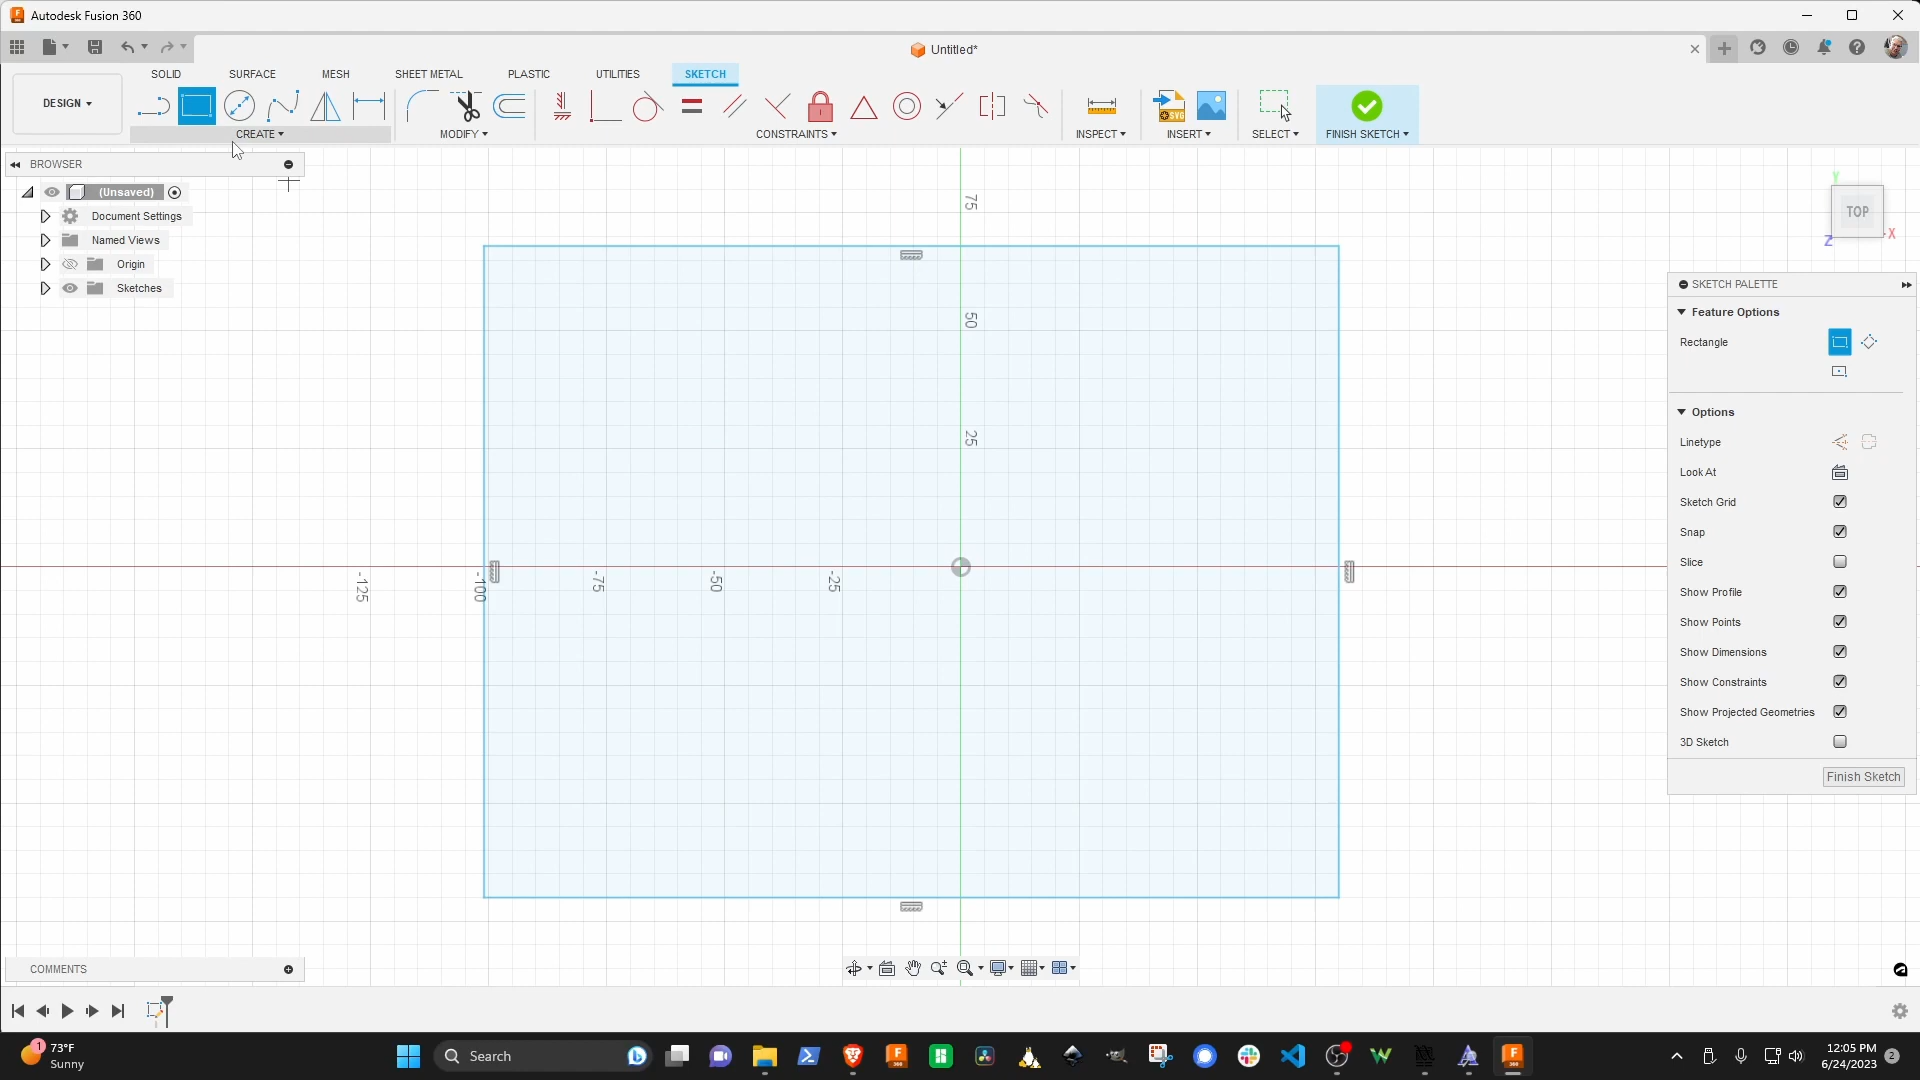 Autodesk Fusion 360
Untitled*
DESIGN
SOLID
SURFACE
MESH
SHEET METAL
PLASTIC
UTILITIES
SKETCH
CREATE
MODIFY
CONSTRAINTS
INSPECT
INSERT
SELECT
FINISH SKETCH
BROWSER
(Unsaved)
Document Settings
Named Views
Origin
Sketches
75
50
25
-125
-100
-75
-50
-25
TOP
Y
Z
X
SKETCH PALETTE
Feature Options
Rectangle
Options
Linetype
Look At
Sketch Grid
Snap
Slice
Show Profile
Show Points
Show Dimensions
Show Constraints
Show Projected Geometries
3D Sketch
Finish Sketch
COMMENTS
1
73°F
Sunny
Search
12:05 PM
6/24/2023
2